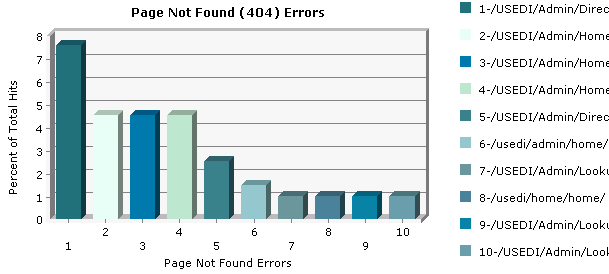 Page Not Found (404) Errors
Percent of Total Hits
8
7
6
5
4
3
2
1
0
1 2 3 4 5 6 7 8 9 10
Page Not Found Errors
1-/USEDI/Admin/Direc
2-/USEDI/Admin/Home
3-/USEDI/Admin/Home
4-/USEDI/Admin/Home
5-/USEDI/Admin/Direc
6-/usedi/admin/home/
7-/USEDI/Admin/Looku
8-/usedi/home/home/
9-/USEDI/Admin/Looku
10-/USEDI/Admin/Look